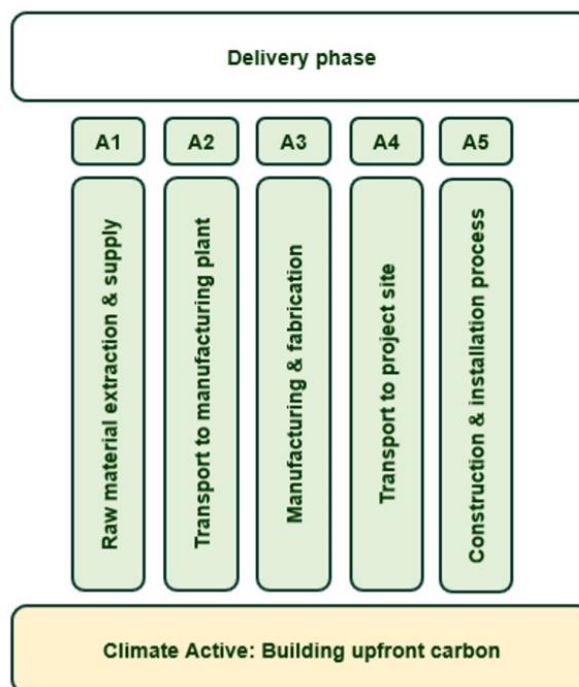 Delivery phase
A1
A2
A3
A4
A5
Raw material extraction & supply
Transport to manufacturing plant
Manufacturing & fabrication
Transport to project site
Construction & installation process
Climate Active: Building upfront carbon